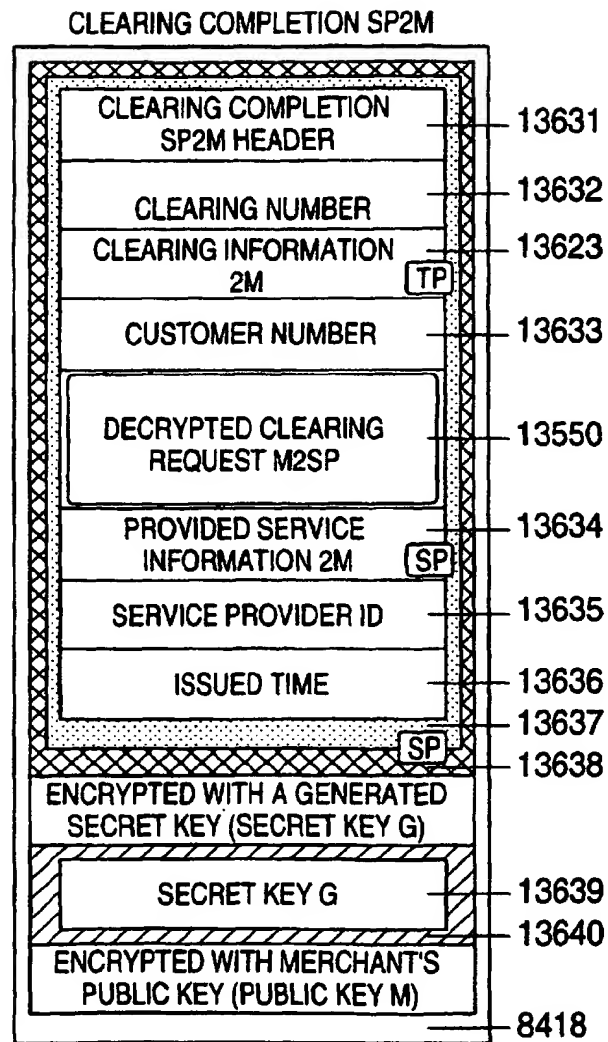 CLEARING COMPLETION SP2M
CLEARING COMPLETION
SP2M HEADER
13631
CLEARING NUMBER
13632
CLEARING INFORMATION
2M
TP
13623
CUSTOMER NUMBER
13633
DECRYPTED CLEARING
REQUEST M2SP
13550
PROVIDED SERVICE
INFORMATION 2M
SP
13634
SERVICE PROVIDER ID
13635
ISSUED TIME
13636
13637
SP
13638
ENCRYPTED WITH A GENERATED
SECRET KEY (SECRET KEY G)
SECRET KEY G
13639
13640
ENCRYPTED WITH MERCHANT'S
PUBLIC KEY (PUBLIC KEY M)
8418